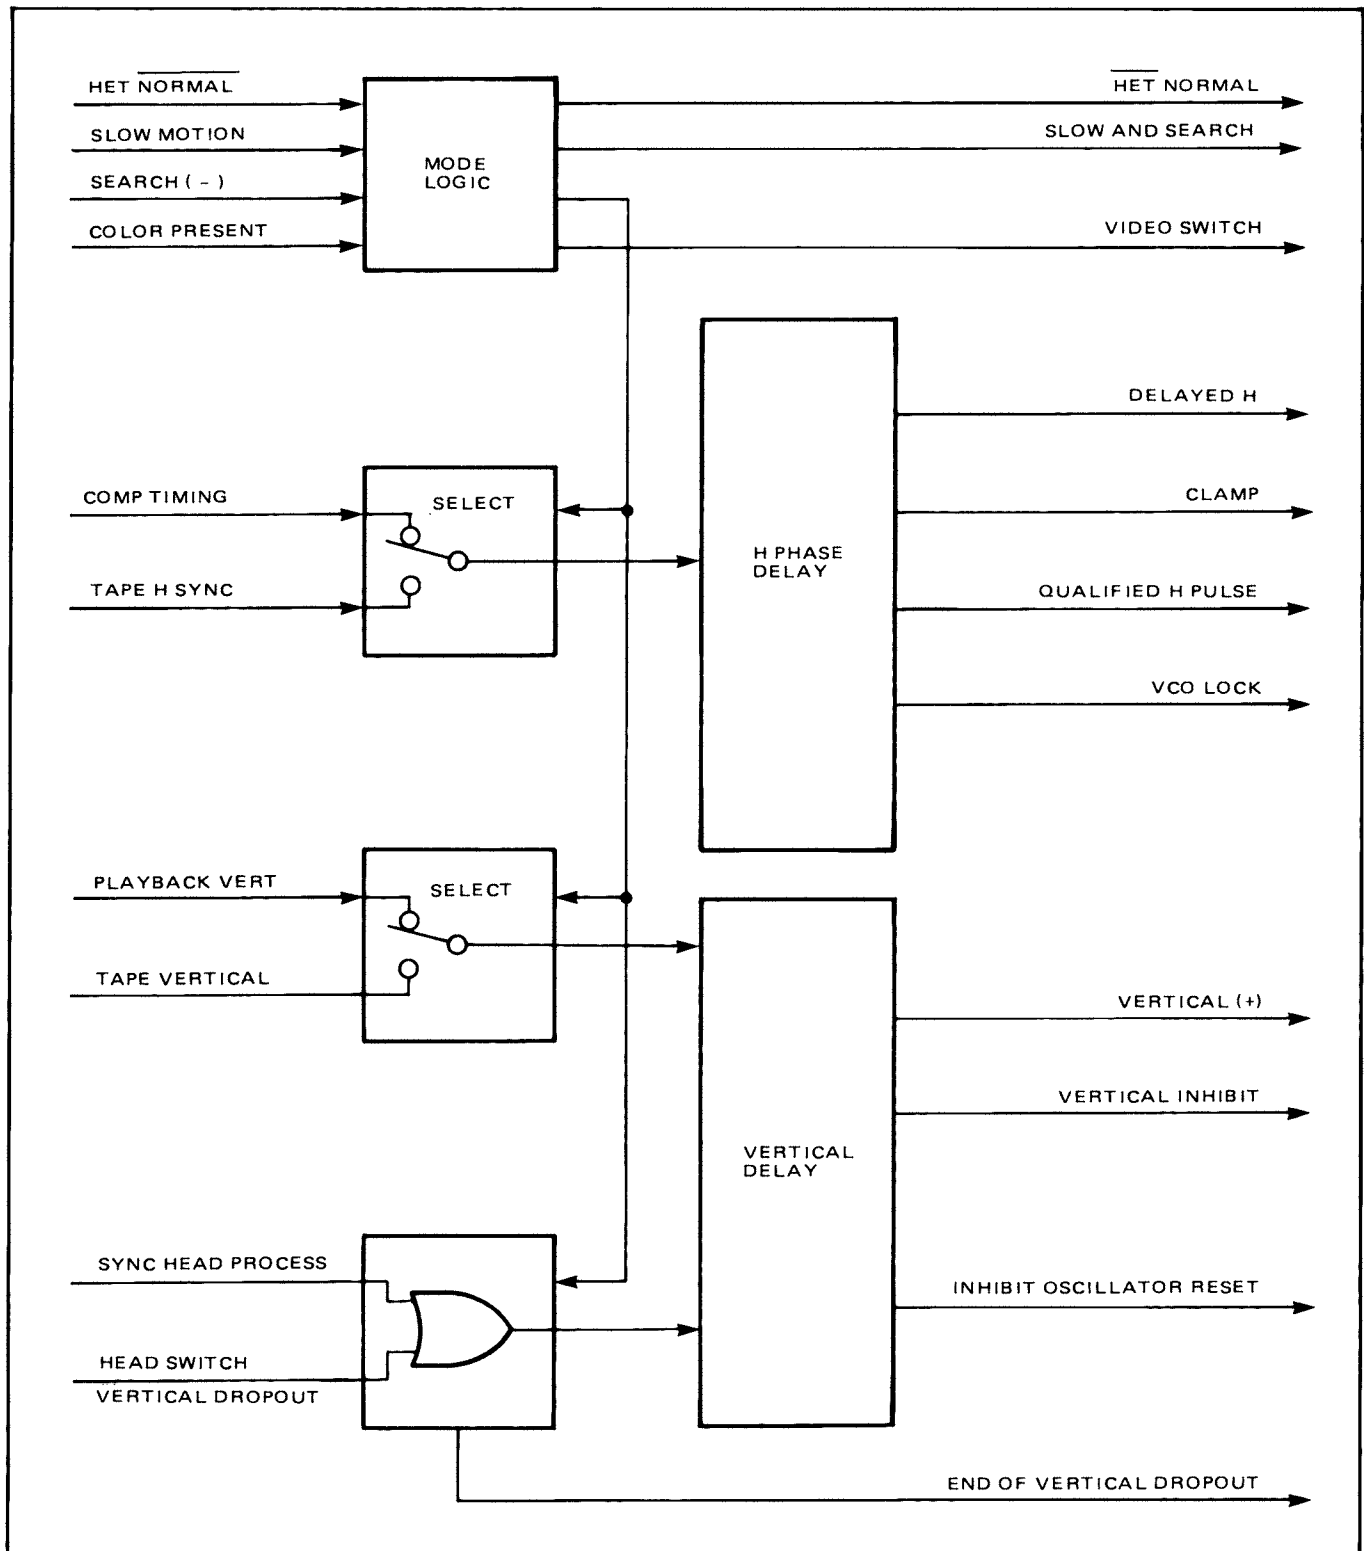 HET NORMAL
HET NORMAL
SLOW MOTION
SLOW AND SEARCH
SEARCH ( - )
MODE
LOGIC
COLOR PRESENT
VIDEO SWITCH
DELAYED H
COMP TIMING
SELECT
CLAMP
TAPE H SYNC
H PHASE
DELAY
QUALIFIED H PULSE
VCO LOCK
PLAYBACK VERT
SELECT
TAPE VERTICAL
VERTICAL (+)
VERTICAL INHIBIT
VERTICAL
DELAY
SYNC HEAD PROCESS
INHIBIT OSCILLATOR RESET
HEAD SWITCH
VERTICAL DROPOUT
END OF VERTICAL DROPOUT